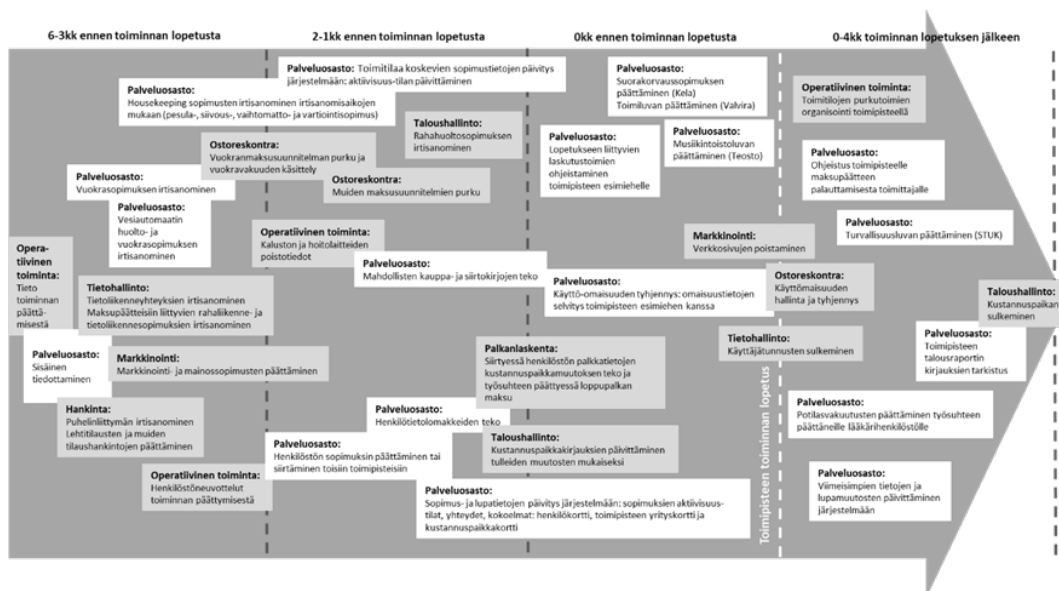 6-3kk ennen toiminnan lopetusta
2-1kk ennen toiminnan lopetusta
0kk ennen toiminnan lopetusta
0-4kk toiminnan lopetuksen jälkeen
Palveluosasto:
Housekeeping sopimusten irtisanominen irtisanomisaikojen
mukaan (pesula-, siivous-, vaihtomatto- ja vartiointisopimus)
Ostoreskontra:
Vuokranmaksusuunnitelman purku ja
vuokravakuuden käsittely
Palveluosasto:
Vuokrasopimuksen irtisanominen
Palveluosasto:
Vesiautomaatin
huolto- ja
vuokrasopimuksen
irtisanominen
Opera-
tiivinen
toiminta:
Tieto
toiminnan
päättä-
misestä
Tietohallinto:
Tietoliikenneyhteyksien irtisanominen
Maksupäätteisiin liittyvien rahaliikenne- ja
tietoliikennesopimuksien irtisanominen
Palveluosasto:
Sisäinen
tiedottaminen
Markkinointi:
Markkinointi- ja mainossopimusten päättäminen
Hankinta:
Puhelinliittymän irtisanominen
Lehtitilausten ja muiden
tilaushankintojen päättäminen
Operatiivinen toiminta:
Henkilöstöneuvottelut
toiminnan päättymisestä
Palveluosasto: Toimitilaa koskevien sopimustietojen päivitys
järjestelmään: aktiivisuus-tilan päivittäminen
Taloushallinto:
Rahahuoltosopimuksen
irtisanominen
Ostoreskontra:
Muiden maksusuunnitelmien purku
Operatiivinen toiminta:
Kaluston ja hoitolaitteiden
poistotiedot
Palveluosasto:
Mahdollisten kauppa- ja siirtokirjojen teko
Palkanlaskenta:
Siirtyessä henkilöstön palkkatietojen
kustannuspaikkamuutoksen teko ja
työsuhteen päättyessä loppupalkan
maksu
Palveluosasto:
Henkilötietolomakkeiden teko
Palveluosasto:
Henkilöstön sopimuksin päättäminen tai
siirtäminen toisiin toimipisteisiin
Taloushallinto:
Kustannuspaikkakirjauksien päivittäminen
tulleiden muutosten mukaiseksi
Palveluosasto:
Sopimus- ja lupatietojen päivitys järjestelmään: sopimuksien aktiivisuus-
tilat, yhteydet, kokoelmat: henkilökortti, toimipisteen yrityskortti ja
kustannuspaikkakortti
Palveluosasto:
Suorakorvaussopimuksen
päättäminen (Kela)
Toimiluvan päättäminen (Valvira)
Palveluosasto:
Lopetukseen liittyvien
laskutustoimien
ohjeistaminen
toimipisteen esimiehelle
Palveluosasto:
Musiikintoistoluvan
päättäminen (Teosto)
Markkinointi:
Verkkosivujen poistaminen
Palveluosasto:
Käyttö-omaisuuden tyhjennys: omaisuustietojen
selvitys toimipisteen esimiehen kanssa
Ostoreskontra:
Käyttömaisuuden
hallinta ja tyhjennys
Tietohallinto:
Käyttäjätunnusten sulkeminen
Toimipisteen toiminnan lopetus
Operatiivinen toiminta:
Toimitilojen purkutoimien
organisointi toimipisteellä
Palveluosasto:
Ohjeistus toimipisteelle
maksupäätteen
palauttamisesta toimittajalle
Palveluosasto:
Turvallisuusluvan päättäminen (STUK)
Taloushallinto:
Kustannuspaikan
sulkeminen
Palveluosasto:
Toimipisteen
talousraportin
kirjauksien tarkistus
Palveluosasto:
Potilasvakuutusten päättäminen työsuhteen
päättäneille lääkärihenkilöstölle
Palveluosasto:
Viimeisimpien tietojen ja
lupamuutosten päivittäminen
järjestelmään